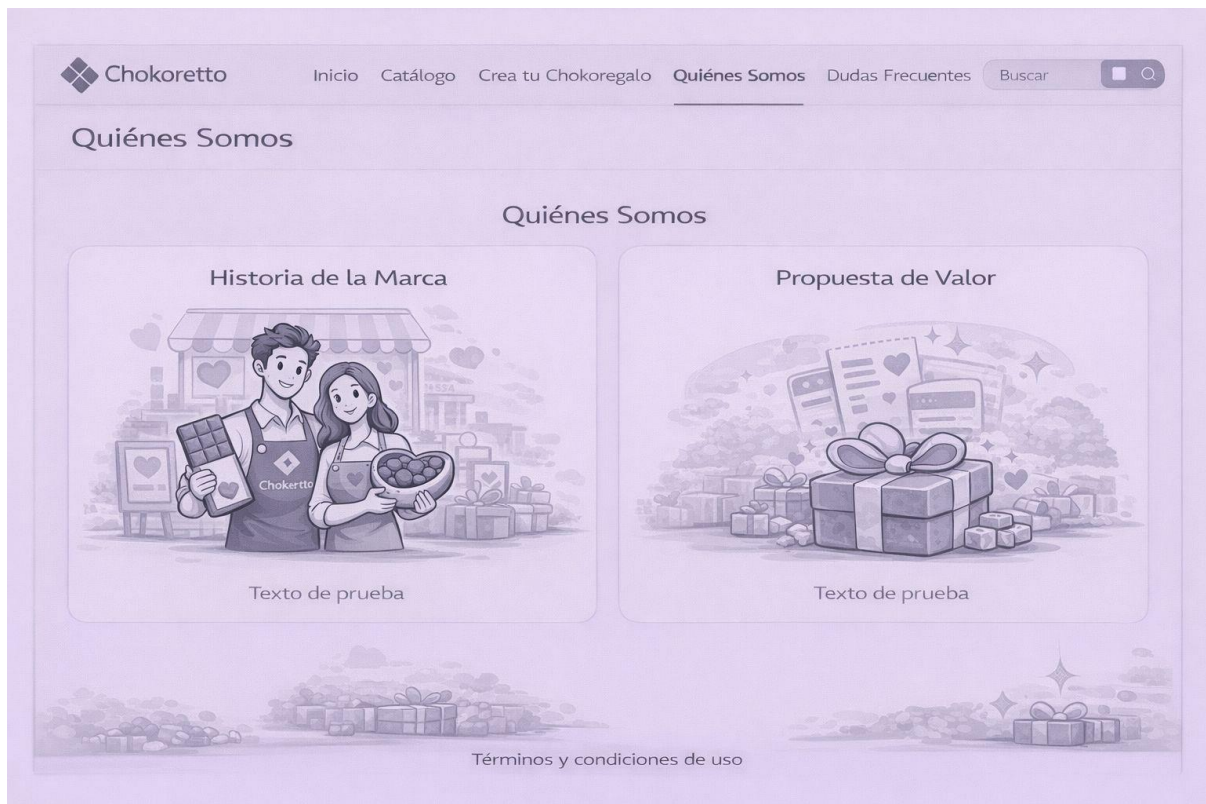 Chokoretto
Inicio Catálogo Crea tu Chokoregalo Quiénes Somos Dudas Frecuentes Buscar
Quiénes Somos
Quiénes Somos
Historia de la Marca
Chokertto
Texto de prueba
Propuesta de Valor
Texto de prueba
Términos y condiciones de uso